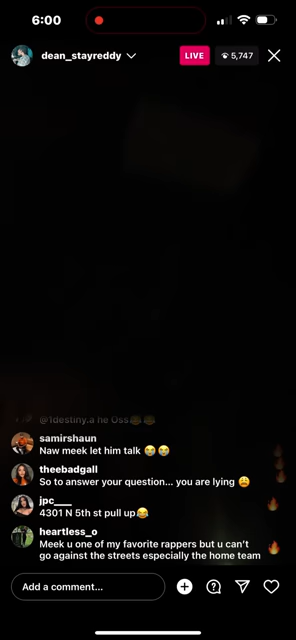 6:00
dean_stayreddy
LIVE
5,747
@1destiny.a he Oss😂😂
samirshaun
Naw meek let him talk 😭😭
theebadgall
So to answer your question... you are lying 😩
jpc___
4301 N 5th st pull up😂
heartless_o
Meek u one of my favorite rappers but u can't
go against the streets especially the home team
Add a comment...